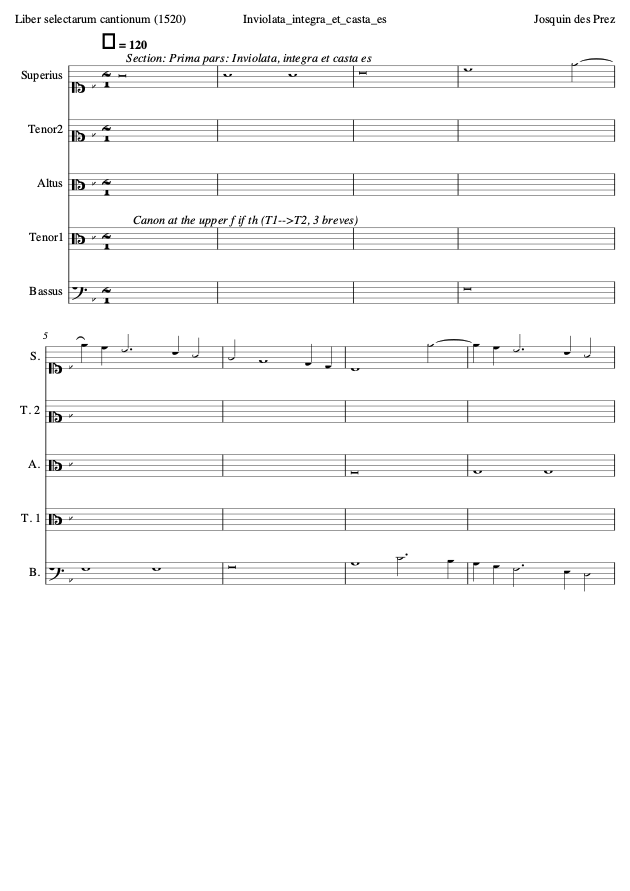 Liber selectarum cantionum (1520) Inviolata_integra_et_casta_es Josquin des Prez
= 120
Section: Prima pars: Inviolata, integra et casta es
Superius
Tenor2
Altus
Canon at the upper f if th (T1-->T2, 3 breves)
Tenor1
Bassus
5
S.
T. 2
A.
T. 1
B.